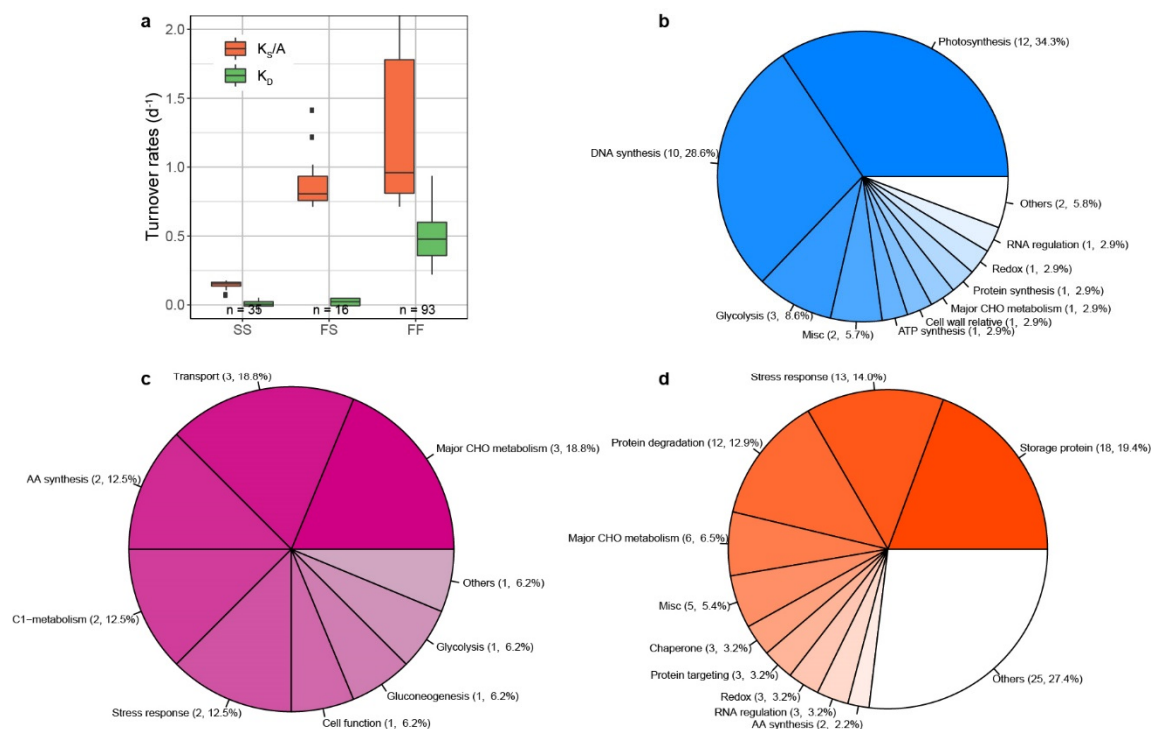 a
2.0
1.5
1.0
0.5
0.0
Turnover rates (d⁻¹)
K_S/A
K_D
n = 35
n = 16
n = 93
SS
FS
FF
b
Photosynthesis (12, 34.3%)
DNA synthesis (10, 28.6%)
Glycolysis (3, 8.6%)
Misc (2, 5.7%)
ATP synthesis (1, 2.9%)
Cell wall relative (1, 2.9%)
Major CHO metabolism (1, 2.9%)
Protein synthesis (1, 2.9%)
Redox (1, 2.9%)
RNA regulation (1, 2.9%)
Others (2, 5.8%)
c
Transport (3, 18.8%)
Major CHO metabolism (3, 18.8%)
AA synthesis (2, 12.5%)
C1−metabolism (2, 12.5%)
Stress response (2, 12.5%)
Cell function (1, 6.2%)
Gluconeogenesis (1, 6.2%)
Glycolysis (1, 6.2%)
Others (1, 6.2%)
d
Stress response (13, 14.0%)
Storage protein (18, 19.4%)
Protein degradation (12, 12.9%)
Major CHO metabolism (6, 6.5%)
Misc (5, 5.4%)
Chaperone (3, 3.2%)
Protein targeting (3, 3.2%)
Redox (3, 3.2%)
RNA regulation (3, 3.2%)
AA synthesis (2, 2.2%)
Others (25, 27.4%)